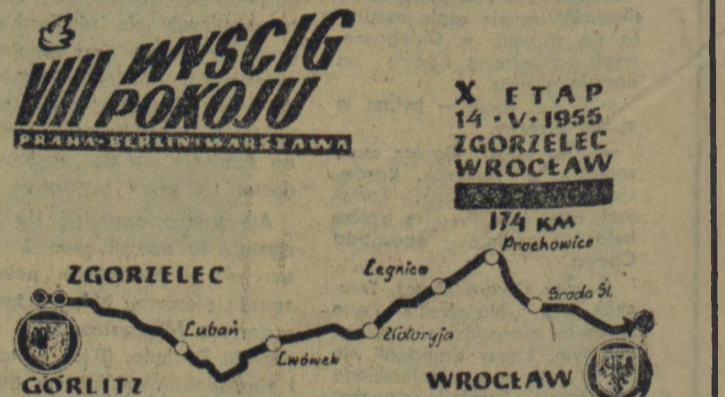 VIII WYŚCIG
POKOJU
PRAHA·BERLIN·WARSZAWA
X ETAP
14·V·1955
ZGORZELEC
WROCŁAW
174 KM
ZGORZELEC
Lubań
Lwówek
Złotoryja
Legnica
Prochowice
Środa Śl.
GÖRLITZ
WROCŁAW